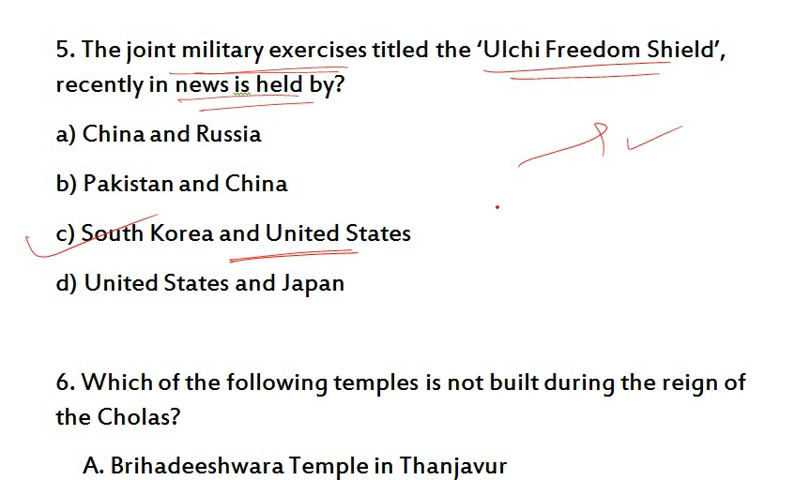 5. The joint military exercises titled the ‘Ulchi Freedom Shield’,
recently in news is held by?
a) China and Russia
b) Pakistan and China
c) South Korea and United States
d) United States and Japan
6. Which of the following temples is not built during the reign of
the Cholas?
A. Brihadeeshwara Temple in Thanjavur